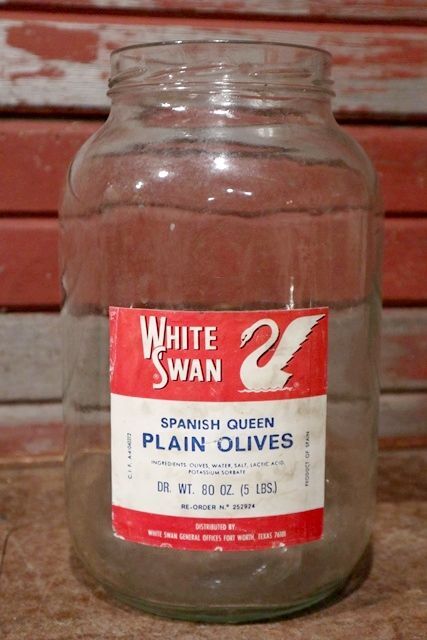 WHITE
SWAN
®
SPANISH QUEEN
PLAIN OLIVES
INGREDIENTS: OLIVES, WATER, SALT, LACTIC ACID,
POTASSIUM SORBATE
DR. WT. 80 OZ. (5 LBS.)
RE-ORDER N.º 252924
C.I.F. A-4104072
PRODUCT OF SPAIN
DISTRIBUTED BY:
WHITE SWAN GENERAL OFFICES FORT WORTH, TEXAS 76101